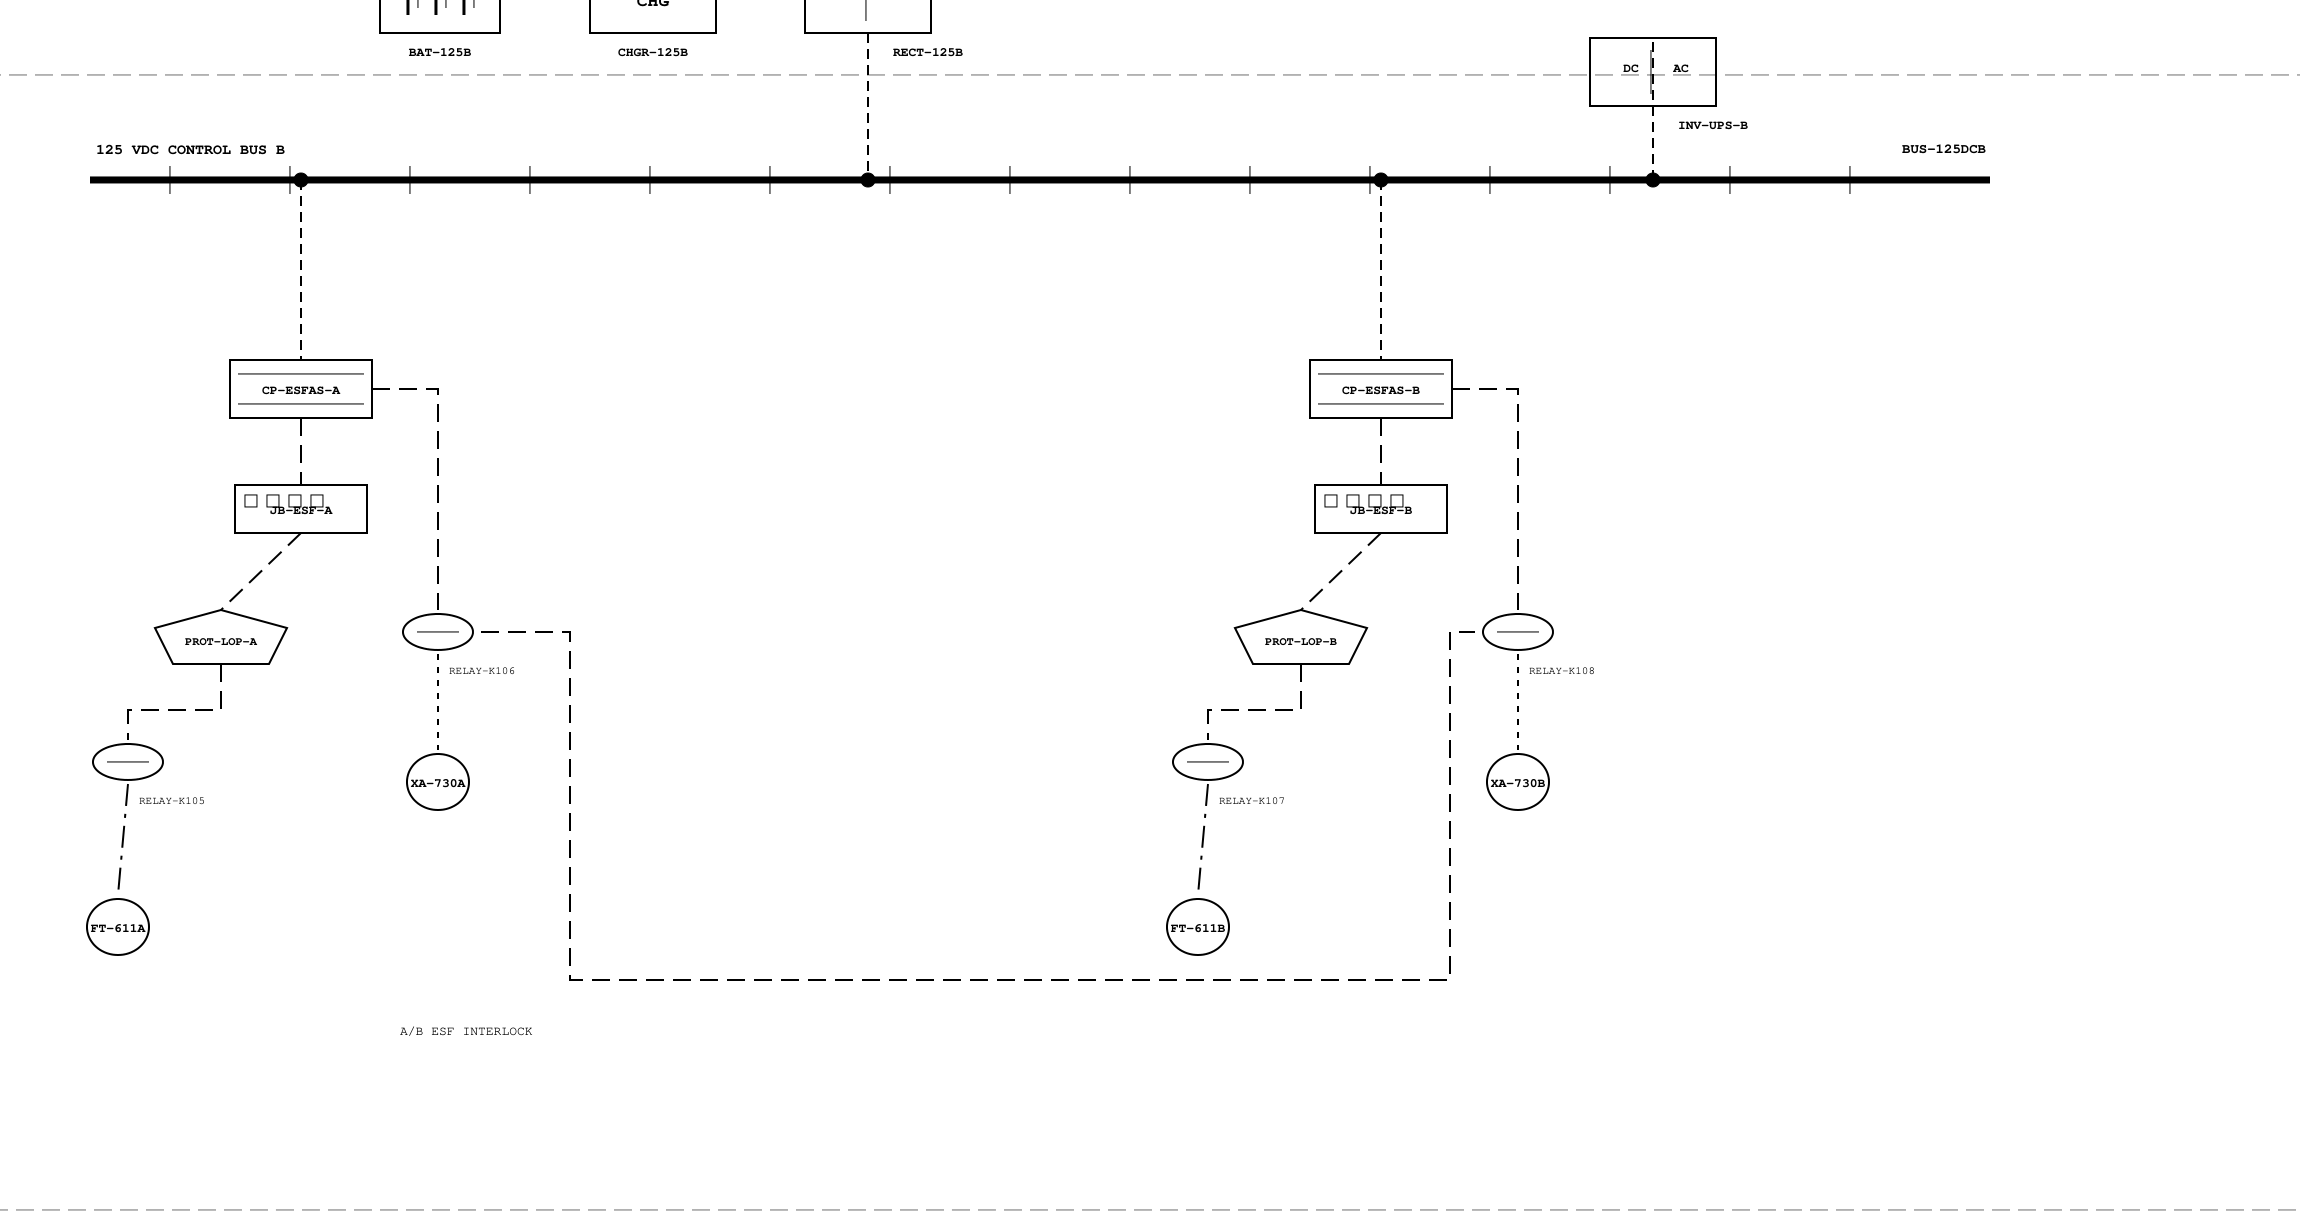 CHG
BAT-125B
CHGR-125B
RECT-125B
DC
AC
INV-UPS-B
125 VDC CONTROL BUS B
BUS-125DCB
CP-ESFAS-A
CP-ESFAS-B
JB-ESF-A
JB-ESF-B
PROT-LOP-A
RELAY-K106
PROT-LOP-B
RELAY-K108
RELAY-K105
XA-730A
RELAY-K107
XA-730B
FT-611A
FT-611B
A/B ESF INTERLOCK